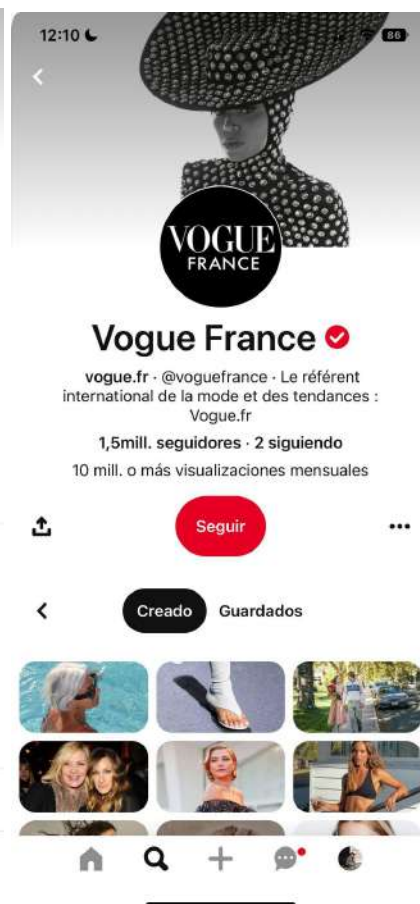 12:10
86
VOGUE
FRANCE
Vogue France
vogue.fr · @voguefrance · Le référent
international de la mode et des tendances :
Vogue.fr
1,5mill. seguidores · 2 siguiendo
10 mill. o más visualizaciones mensuales
Seguir
Creado
Guardados